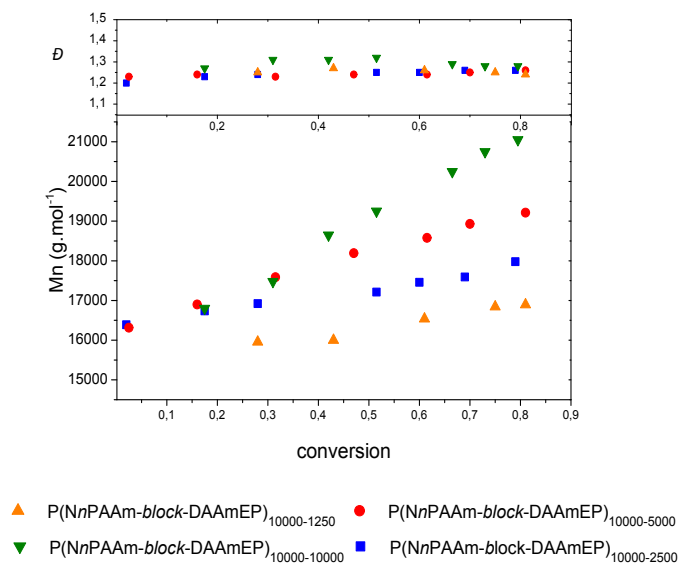 Đ
1,5
1,4
1,3
1,2
1,1
0,2 0,4 0,6 0,8
Mn (g.mol⁻¹)
21000
20000
19000
18000
17000
16000
15000
0,1 0,2 0,3 0,4 0,5 0,6 0,7 0,8 0,9
conversion
P(NnPAAm-block-DAAmEP)10000-1250
P(NnPAAm-block-DAAmEP)10000-5000
P(NnPAAm-block-DAAmEP)10000-10000
P(NnPAAm-block-DAAmEP)10000-2500